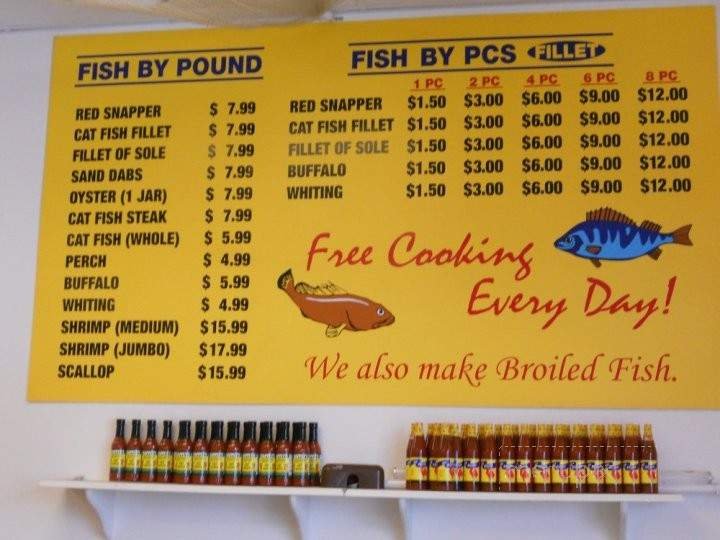 FISH BY POUND
RED SNAPPER $ 7.99
CAT FISH FILLET $ 7.99
FILLET OF SOLE $ 7.99
SAND DABS $ 7.99
OYSTER (1 JAR) $ 7.99
CAT FISH STEAK $ 7.99
CAT FISH (WHOLE) $ 5.99
PERCH $ 4.99
BUFFALO $ 5.99
WHITING $ 4.99
SHRIMP (MEDIUM) $15.99
SHRIMP (JUMBO) $17.99
SCALLOP $15.99
FISH BY PCS FILLET
1 PC 2 PC 4 PC 6 PC 8 PC
RED SNAPPER $1.50 $3.00 $6.00 $9.00 $12.00
CAT FISH FILLET $1.50 $3.00 $6.00 $9.00 $12.00
FILLET OF SOLE $1.50 $3.00 $6.00 $9.00 $12.00
BUFFALO $1.50 $3.00 $6.00 $9.00 $12.00
WHITING $1.50 $3.00 $6.00 $9.00 $12.00
Free Cooking
Every Day!
We also make Broiled Fish.